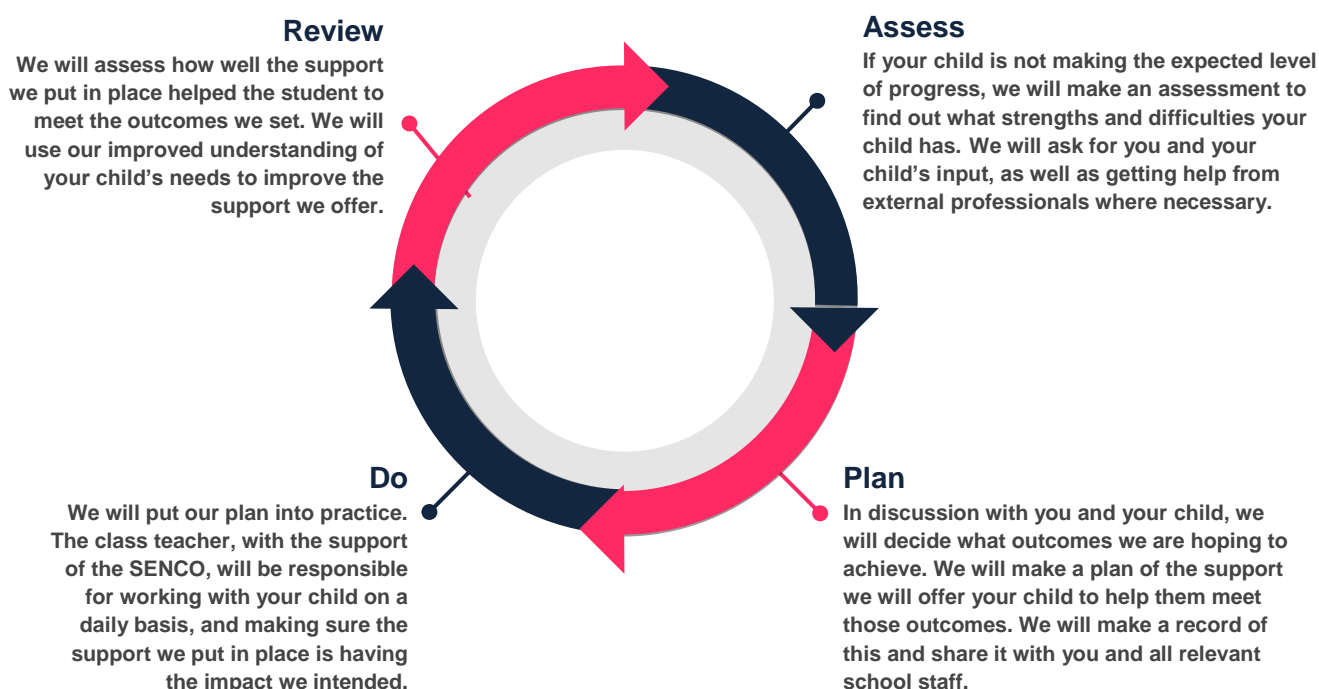 Review
We will assess how well the support
we put in place helped the student to
meet the outcomes we set. We will
use our improved understanding of
your child’s needs to improve the
support we offer.
Assess
If your child is not making the expected level
of progress, we will make an assessment to
find out what strengths and difficulties your
child has. We will ask for you and your
child’s input, as well as getting help from
external professionals where necessary.
Do
We will put our plan into practice.
The class teacher, with the support
of the SENCO, will be responsible
for working with your child on a
daily basis, and making sure the
support we put in place is having
the impact we intended.
Plan
In discussion with you and your child, we
will decide what outcomes we are hoping to
achieve. We will make a plan of the support
we will offer your child to help them meet
those outcomes. We will make a record of
this and share it with you and all relevant
school staff.